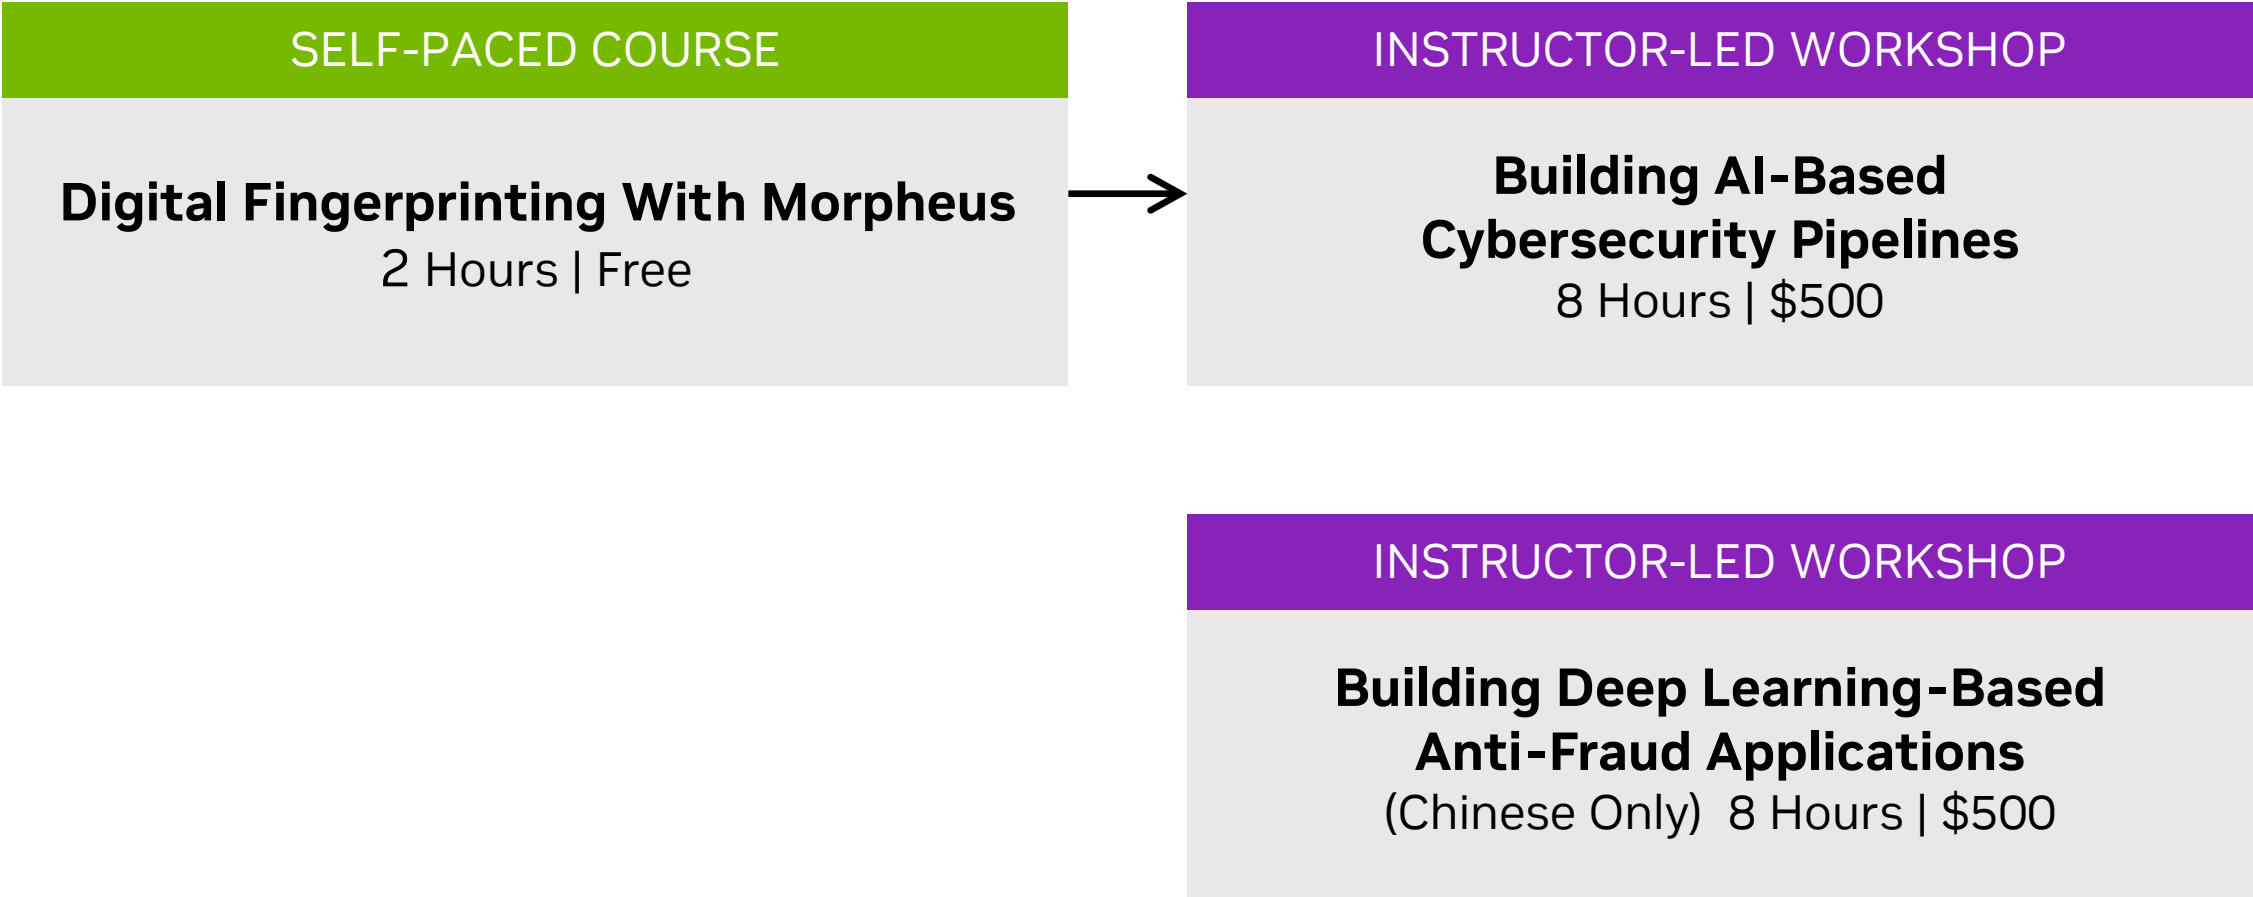 SELF-PACED COURSE
Digital Fingerprinting With Morpheus
2 Hours | Free
INSTRUCTOR-LED WORKSHOP
Building AI-Based
Cybersecurity Pipelines
8 Hours | $500
INSTRUCTOR-LED WORKSHOP
Building Deep Learning-Based
Anti-Fraud Applications
(Chinese Only) 8 Hours | $500